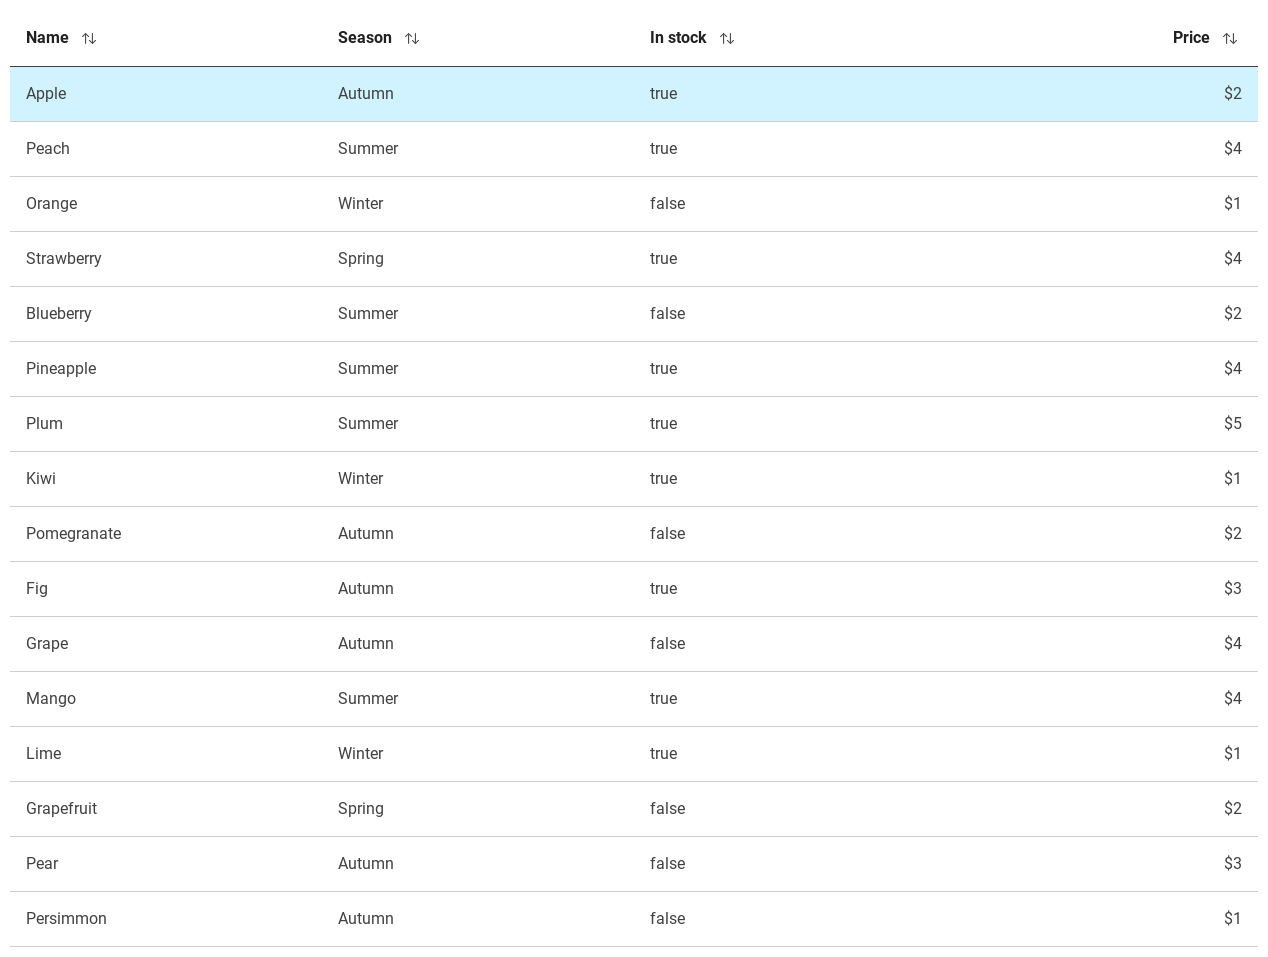 Name Season In stock Price
Apple Autumn true $2
Peach Summer true $4
Orange Winter false $1
Strawberry Spring true $4
Blueberry Summer false $2
Pineapple Summer true $4
Plum Summer true $5
Kiwi Winter true $1
Pomegranate Autumn false $2
Fig Autumn true $3
Grape Autumn false $4
Mango Summer true $4
Lime Winter true $1
Grapefruit Spring false $2
Pear Autumn false $3
Persimmon Autumn false $1